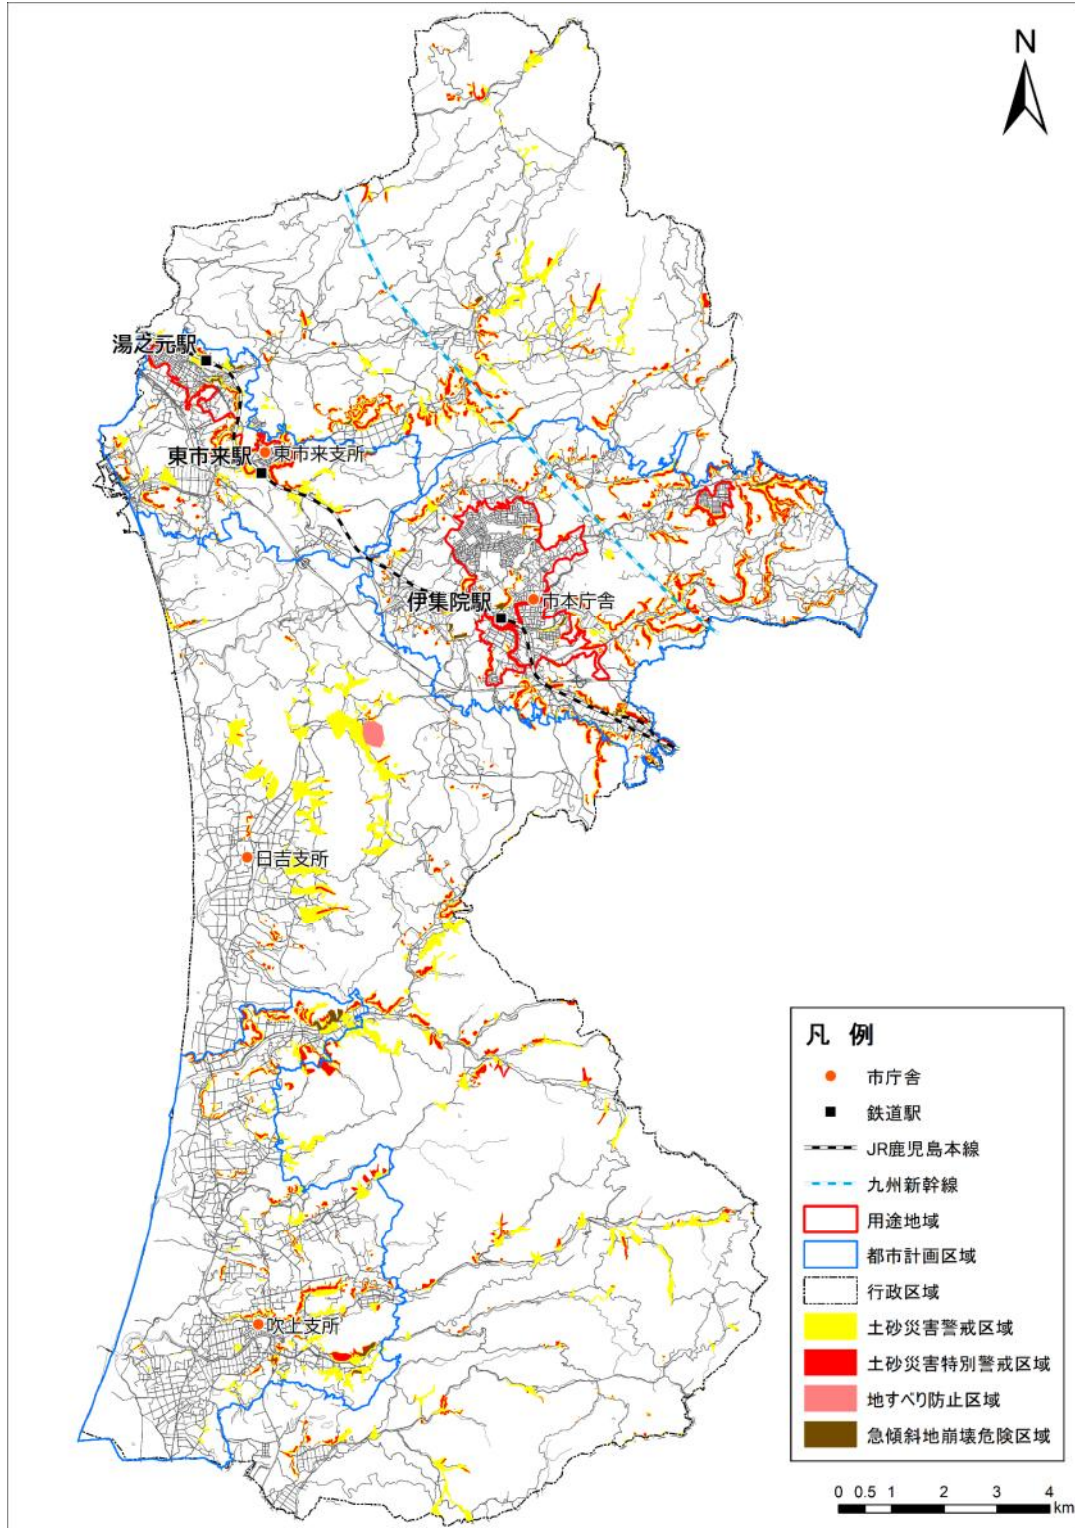 N
湯之元駅
東市来支所
東市来駅
伊集院駅
市本庁舎
日吉支所
吹上支所
凡 例
市庁舎
鉄道駅
JR鹿児島本線
九州新幹線
用途地域
都市計画区域
行政区域
土砂災害警戒区域
土砂災害特別警戒区域
地すべり防止区域
急傾斜地崩壊危険区域
0 0.5 1 2 3 4
km